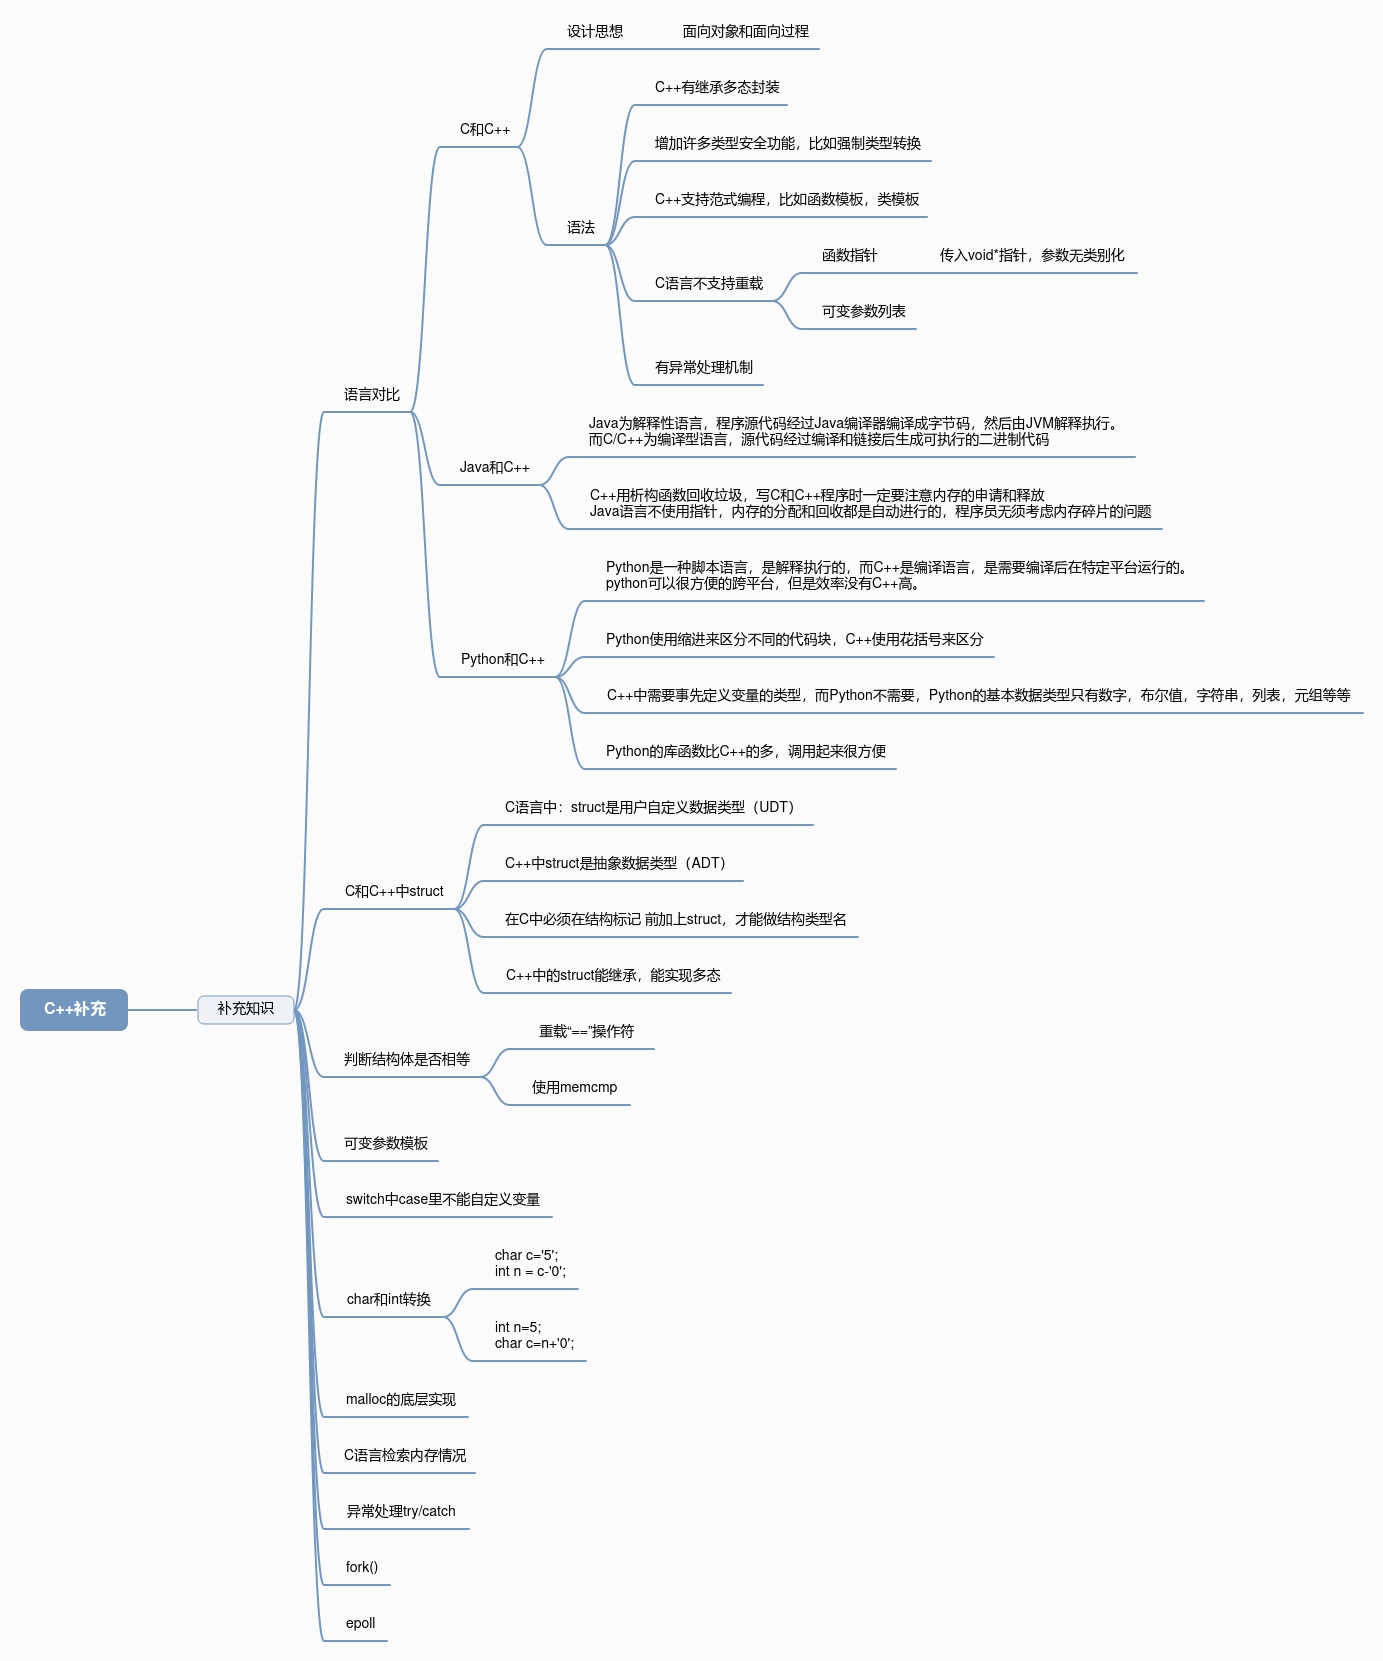 C++补充
补充知识
语言对比
C和C++
设计思想
面向对象和面向过程
语法
C++有继承多态封装
增加许多类型安全功能，比如强制类型转换
C++支持范式编程，比如函数模板，类模板
C语言不支持重载
函数指针
传入void*指针，参数无类别化
可变参数列表
有异常处理机制
Java和C++
Java为解释性语言，程序源代码经过Java编译器编译成字节码，然后由JVM解释执行。
而C/C++为编译型语言，源代码经过编译和链接后生成可执行的二进制代码
C++用析构函数回收垃圾，写C和C++程序时一定要注意内存的申请和释放
Java语言不使用指针，内存的分配和回收都是自动进行的，程序员无须考虑内存碎片的问题
Python和C++
Python是一种脚本语言，是解释执行的，而C++是编译语言，是需要编译后在特定平台运行的。
python可以很方便的跨平台，但是效率没有C++高。
Python使用缩进来区分不同的代码块，C++使用花括号来区分
C++中需要事先定义变量的类型，而Python不需要，Python的基本数据类型只有数字，布尔值，字符串，列表，元组等等
Python的库函数比C++的多，调用起来很方便
C和C++中struct
C语言中：struct是用户自定义数据类型（UDT）
C++中struct是抽象数据类型（ADT）
在C中必须在结构标记 前加上struct，才能做结构类型名
C++中的struct能继承，能实现多态
判断结构体是否相等
重载“==”操作符
使用memcmp
可变参数模板
switch中case里不能自定义变量
char和int转换
char c='5';
int n = c-'0';
int n=5;
char c=n+'0';
malloc的底层实现
C语言检索内存情况
异常处理try/catch
fork()
epoll